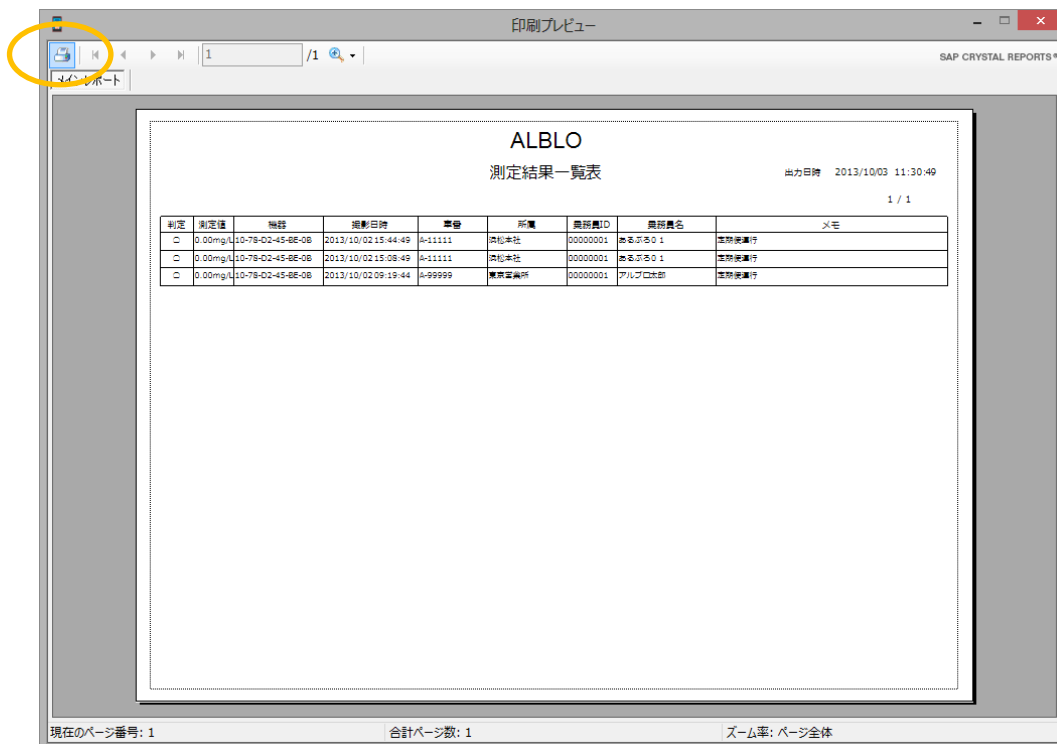 印刷プレビュー
1 /1 SAP CRYSTAL REPORTS®
メインレポート
ALBLO
測定結果一覧表
出力日時 2013/10/03 11:30:49
1 / 1
判定 測定値 機器 撮影日時 車番 所属 乗務員ID 乗務員名 メモ
○ 0.00mg/L 10-78-D2-45-BE-0B 2013/10/02 15:44:49 A-11111 浜松本社 00000001 あるぶろ01 定期便運行
○ 0.00mg/L 10-78-D2-45-BE-0B 2013/10/02 15:08:49 A-11111 浜松本社 00000001 あるぶろ01 定期便運行
○ 0.00mg/L 10-78-D2-45-BE-0B 2013/10/02 09:19:44 A-99999 東京営業所 00000001 アルブロ太郎 定期便運行
現在のページ番号: 1 合計ページ数: 1 ズーム率: ページ全体